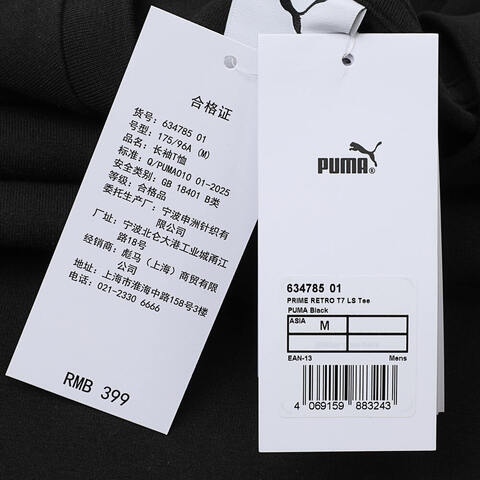 合格证
货号: 634785 01
号型: 175/96A (M)
品名: 长袖T恤
标准: Q/PUMA010 01-2025
安全类别: GB 18401 B类
等级: 合格品
委托生产厂: 宁波申洲针织有
限公司
厂址: 宁波北仑大港工业城甬江
路18号
经销商: 彪马(上海)商贸有限
公司
地址: 上海市淮海中路158号3楼
电话: 021-2330 6666
RMB 399
PUMA®
634785 01
PRIME RETRO T7 LS Tee
PUMA Black
ASIA M
EAN-13 Mens
4 069159 883243